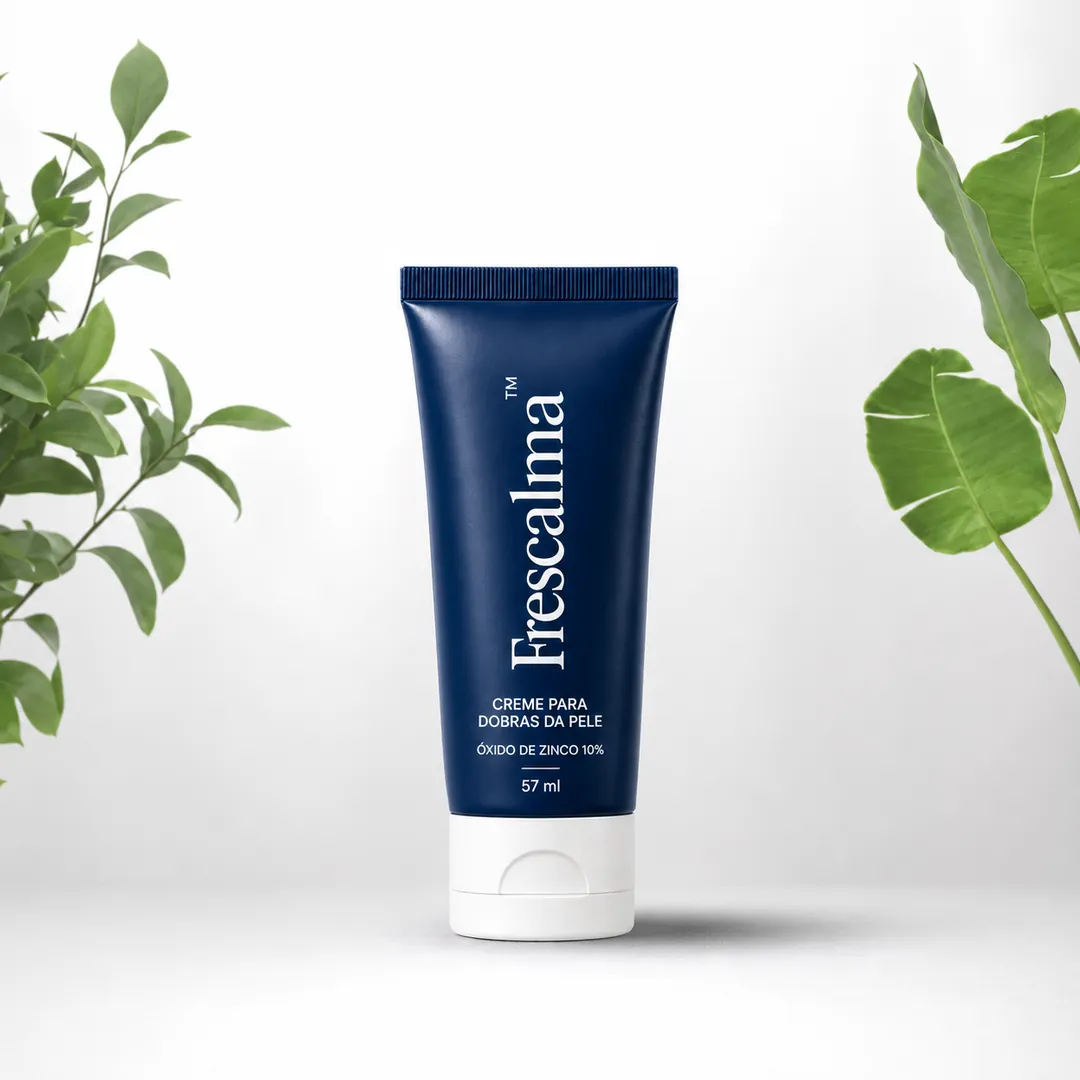 Frescalma™
CREME PARA
DOBRAS DA PELE
ÓXIDO DE ZINCO 10%
57 ml